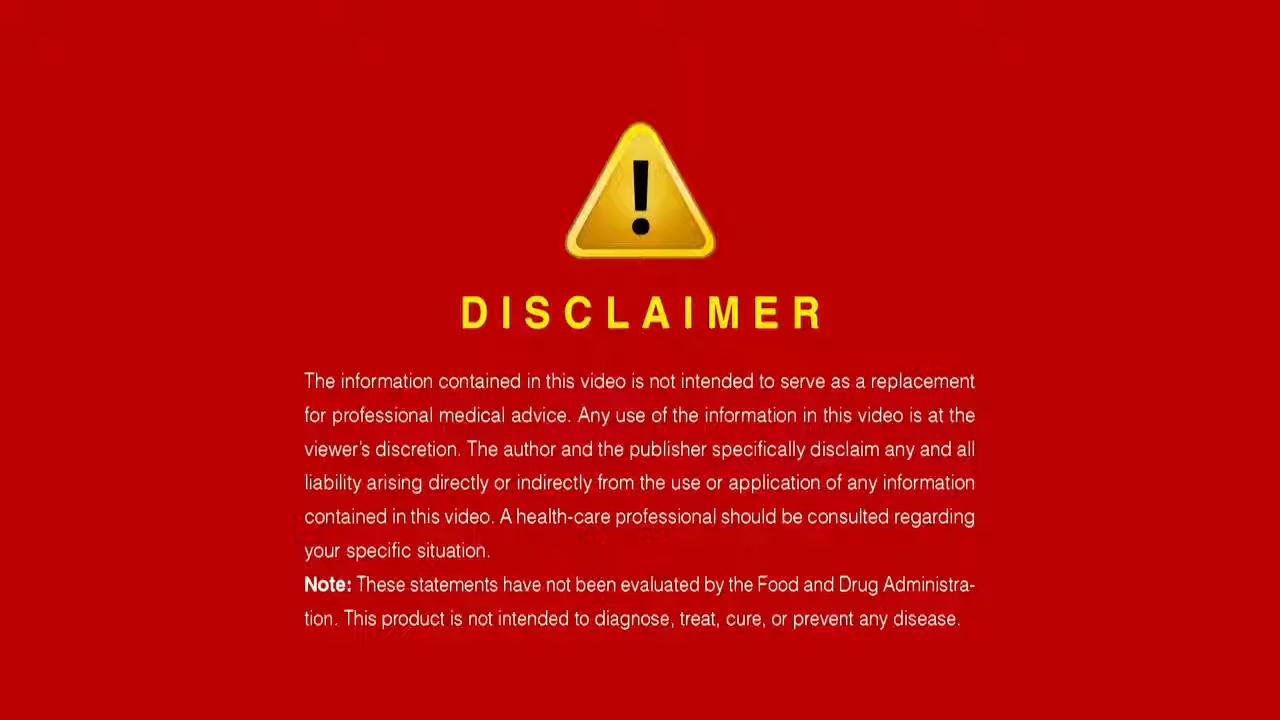 !
DISCLAIMER
The information contained in this video is not intended to serve as a replacement
for professional medical advice. Any use of the information in this video is at the
viewer's discretion. The author and the publisher specifically disclaim any and all
liability arising directly or indirectly from the use or application of any information
contained in this video. A health-care professional should be consulted regarding
your specific situation.
Note: These statements have not been evaluated by the Food and Drug Administra-
tion. This product is not intended to diagnose, treat, cure, or prevent any disease.